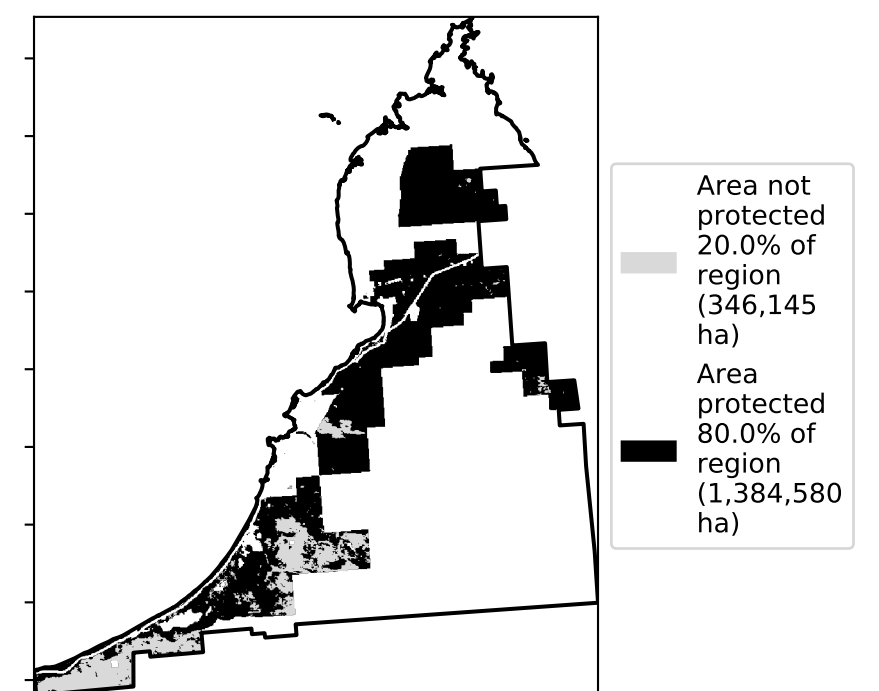 Area not
protected
20.0% of
region
(346,145
ha)
Area
protected
80.0% of
region
(1,384,580
ha)